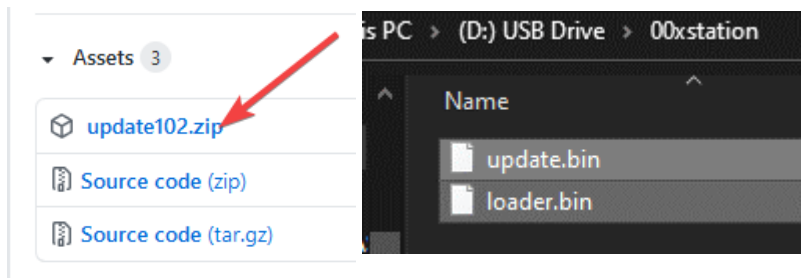 Assets 3
update102.zip
Source code (zip)
Source code (tar.gz)
is PC > (D:) USB Drive > 00xstation
Name
update.bin
loader.bin